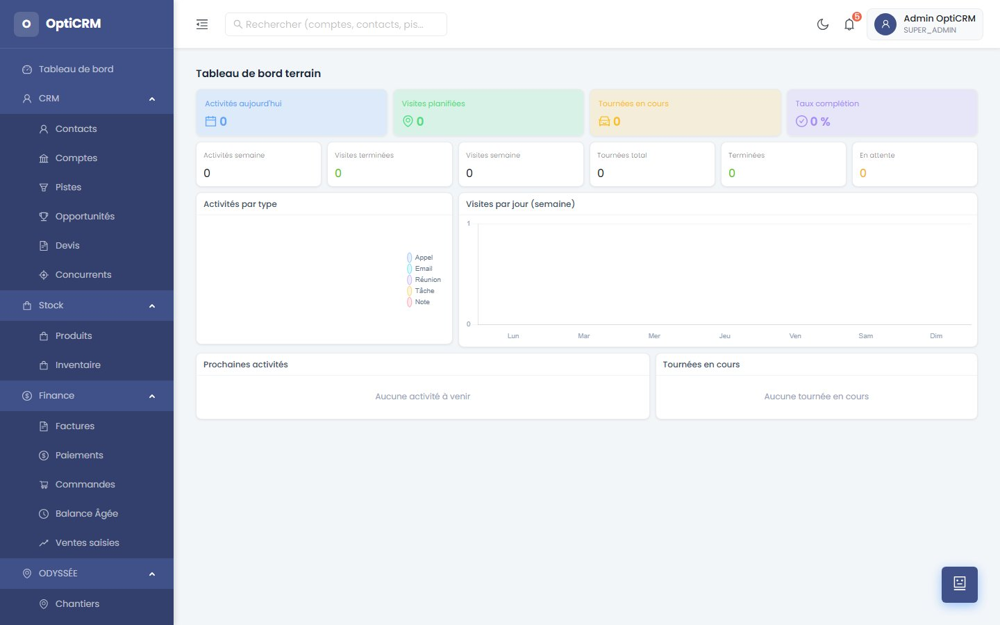 O OptiCRM
Rechercher (comptes, contacts, pis...
5
Admin OptiCRM
SUPER_ADMIN
Tableau de bord
CRM
Contacts
Comptes
Pistes
Opportunités
Devis
Concurrents
Stock
Produits
Inventaire
Finance
Factures
Paiements
Commandes
Balance Âgée
Ventes saisies
ODYSSÉE
Chantiers
Tableau de bord terrain
Activités aujourd'hui
0
Visites planifiées
0
Tournées en cours
0
Taux complétion
0 %
Activités semaine
0
Visites terminées
0
Visites semaine
0
Tournées total
0
Terminées
0
En attente
0
Activités par type
Appel
Email
Réunion
Tâche
Note
Visites par jour (semaine)
1
0
Lun Mar Mer Jeu Ven Sam Dim
Prochaines activités
Aucune activité à venir
Tournées en cours
Aucune tournée en cours